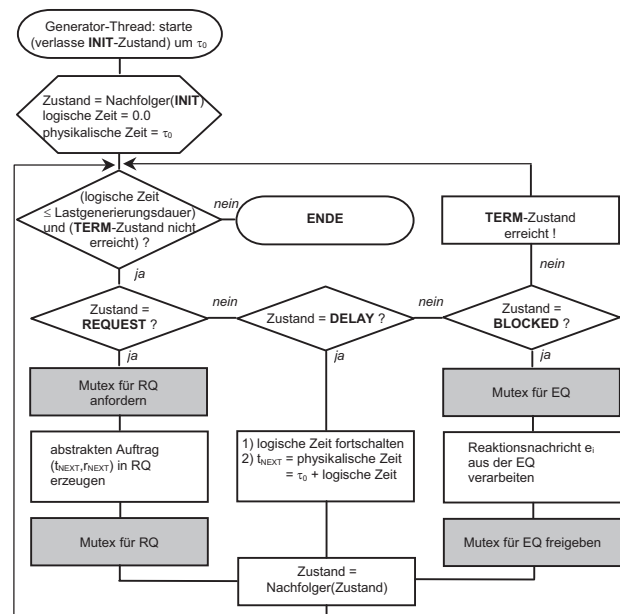 Generator-Thread: starte
(verlasse INIT-Zustand) um τ0
Zustand = Nachfolger(INIT)
logische Zeit = 0.0
physikalische Zeit = τ0
(logische Zeit
≤ Lastgenerierungsdauer)
und (TERM-Zustand nicht
erreicht) ?
nein
ENDE
TERM-Zustand
erreicht !
ja
nein
Zustand =
REQUEST ?
nein
Zustand = DELAY ?
nein
Zustand =
BLOCKED ?
ja
ja
ja
Mutex für RQ
anfordern
Mutex für EQ
abstrakten Auftrag
(tNEXT,rNEXT) in RQ
erzeugen
1) logische Zeit fortschalten
2) tNEXT = physikalische Zeit
= τ0 + logische Zeit
Reaktionsnachricht ei
aus der EQ
verarbeiten
Mutex für RQ
Mutex für EQ freigeben
Zustand =
Nachfolger(Zustand)